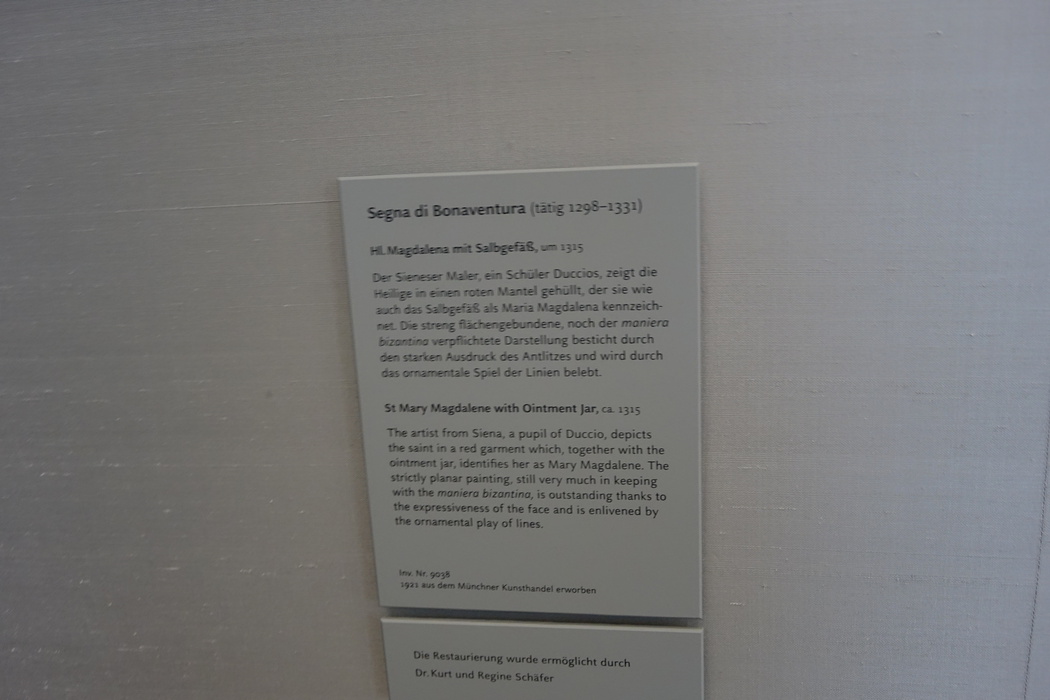 Segna di Bonaventura (tätig 1298–1331)
Hl. Magdalena mit Salbgefäß, um 1315
Der Sieneser Maler, ein Schüler Duccios, zeigt die
Heilige in einen roten Mantel gehüllt, der sie wie
auch das Salbgefäß als Maria Magdalena kennzeich-
net. Die streng flächengebundene, noch der maniera
bizantina verpflichtete Darstellung besticht durch
den starken Ausdruck des Antlitzes und wird durch
das ornamentale Spiel der Linien belebt.
St Mary Magdalene with Ointment Jar, ca. 1315
The artist from Siena, a pupil of Duccio, depicts
the saint in a red garment which, together with the
ointment jar, identifies her as Mary Magdalene. The
strictly planar painting, still very much in keeping
with the maniera bizantina, is outstanding thanks to
the expressiveness of the face and is enlivened by
the ornamental play of lines.
Inv. Nr. 9038
1921 aus dem Münchner Kunsthandel erworben
Die Restaurierung wurde ermöglicht durch
Dr. Kurt und Regine Schäfer